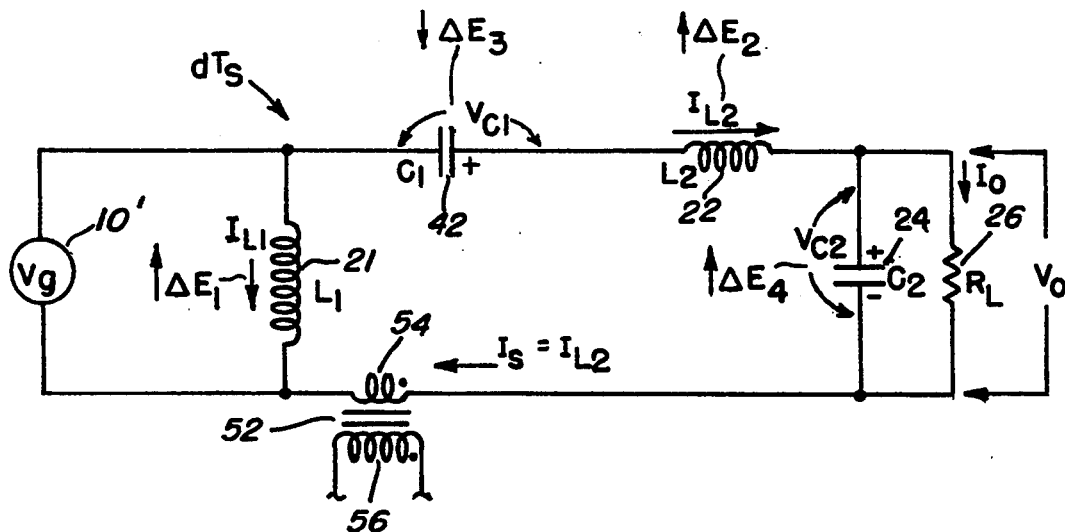 ↓ ΔE3
↑ ΔE2
dTS
VC1
IL2
C1 +
L2
42
22
IO
10'
Vg
↑ ΔE1
IL1
21
L1
VC2
24
26
+
C2
-
RL
VO
↑ ΔE4
54
IS = IL2
52
56